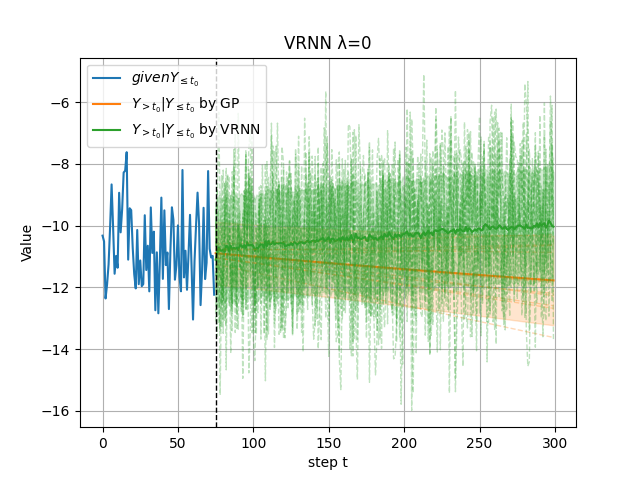 VRNN λ=0
givenY≤t₀
Y>t₀|Y≤t₀ by GP
Y>t₀|Y≤t₀ by VRNN
Value
−6
−8
−10
−12
−14
−16
0 50 100 150 200 250 300
step t